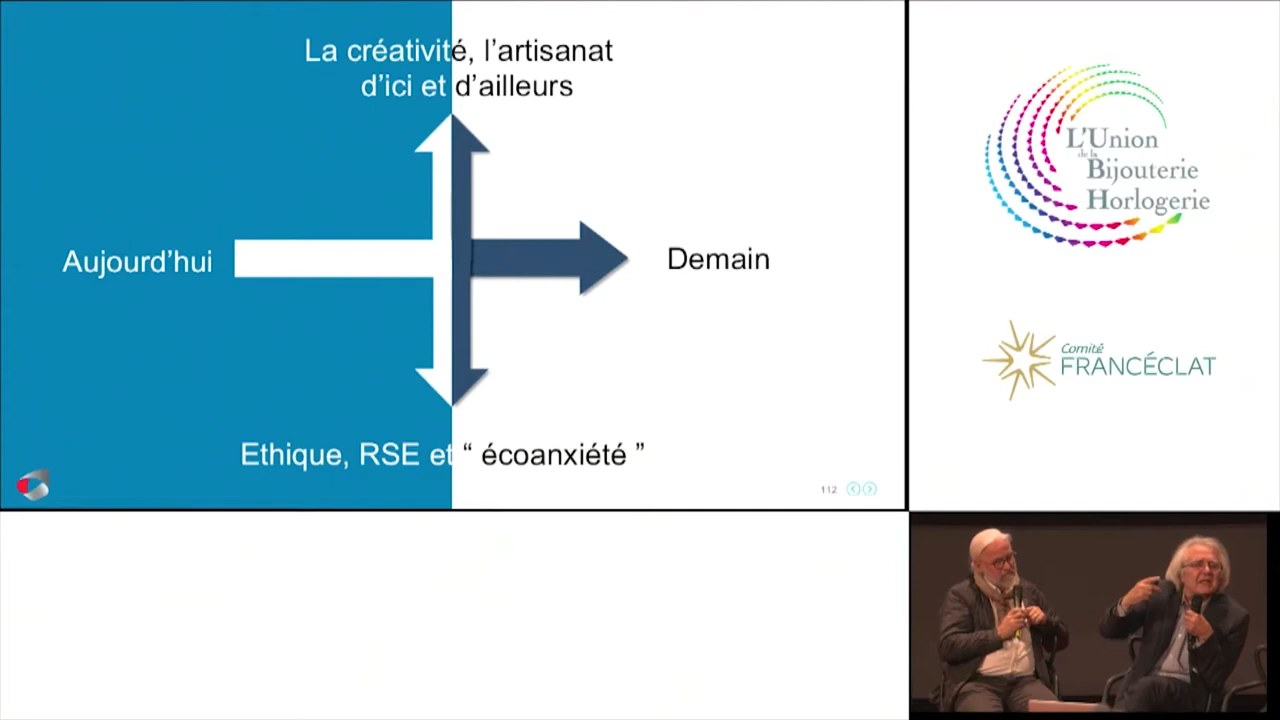 La créativité, l’artisanat
d’ici et d’ailleurs
Aujourd’hui
Demain
Ethique, RSE et “ écoanxiété ”
112
L’Union
de la
Bijouterie
Horlogerie
Comité
FRANCÉCLAT